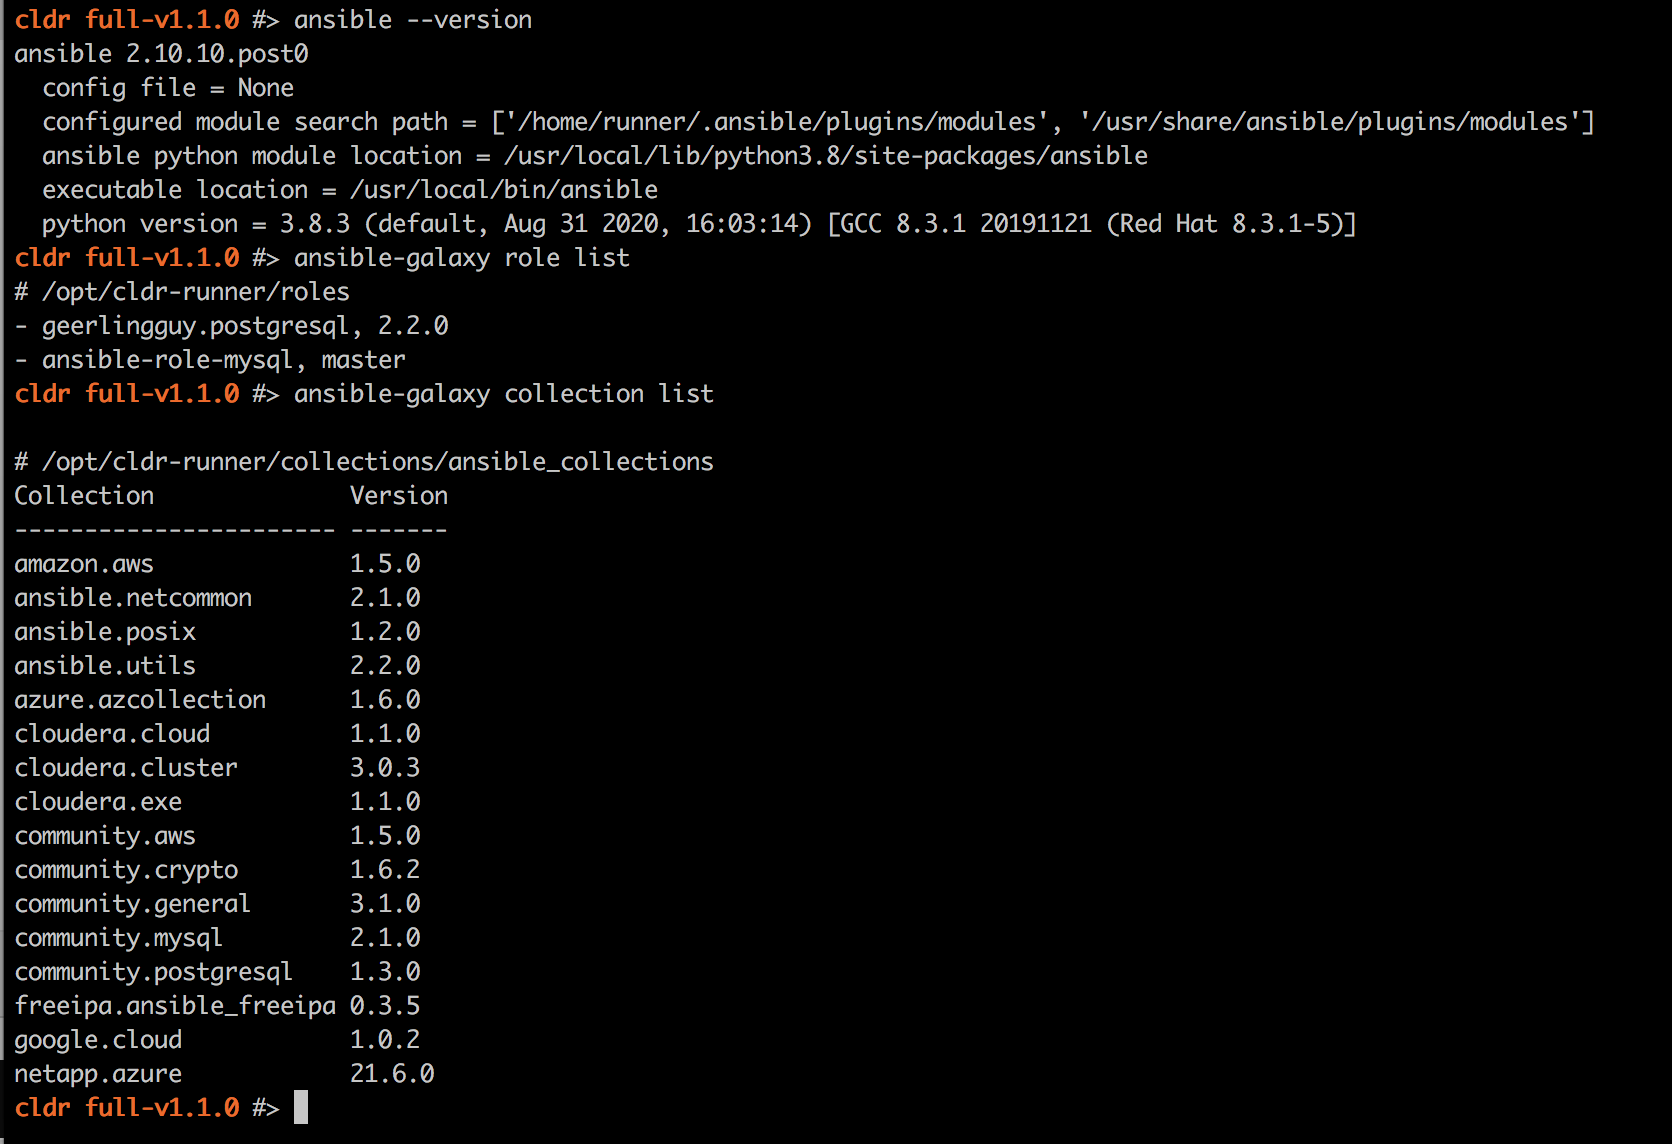 cldr full-v1.1.0 #> ansible --version
ansible 2.10.10.post0
  config file = None
  configured module search path = ['/home/runner/.ansible/plugins/modules', '/usr/share/ansible/plugins/modules']
  ansible python module location = /usr/local/lib/python3.8/site-packages/ansible
  executable location = /usr/local/bin/ansible
  python version = 3.8.3 (default, Aug 31 2020, 16:03:14) [GCC 8.3.1 20191121 (Red Hat 8.3.1-5)]
cldr full-v1.1.0 #> ansible-galaxy role list
# /opt/cldr-runner/roles
- geerlingguy.postgresql, 2.2.0
- ansible-role-mysql, master
cldr full-v1.1.0 #> ansible-galaxy collection list

# /opt/cldr-runner/collections/ansible_collections
Collection              Version
----------------------- -------
amazon.aws              1.5.0
ansible.netcommon       2.1.0
ansible.posix           1.2.0
ansible.utils           2.2.0
azure.azcollection      1.6.0
cloudera.cloud          1.1.0
cloudera.cluster        3.0.3
cloudera.exe            1.1.0
community.aws           1.5.0
community.crypto        1.6.2
community.general       3.1.0
community.mysql         2.1.0
community.postgresql    1.3.0
freeipa.ansible_freeipa 0.3.5
google.cloud            1.0.2
netapp.azure            21.6.0
cldr full-v1.1.0 #>